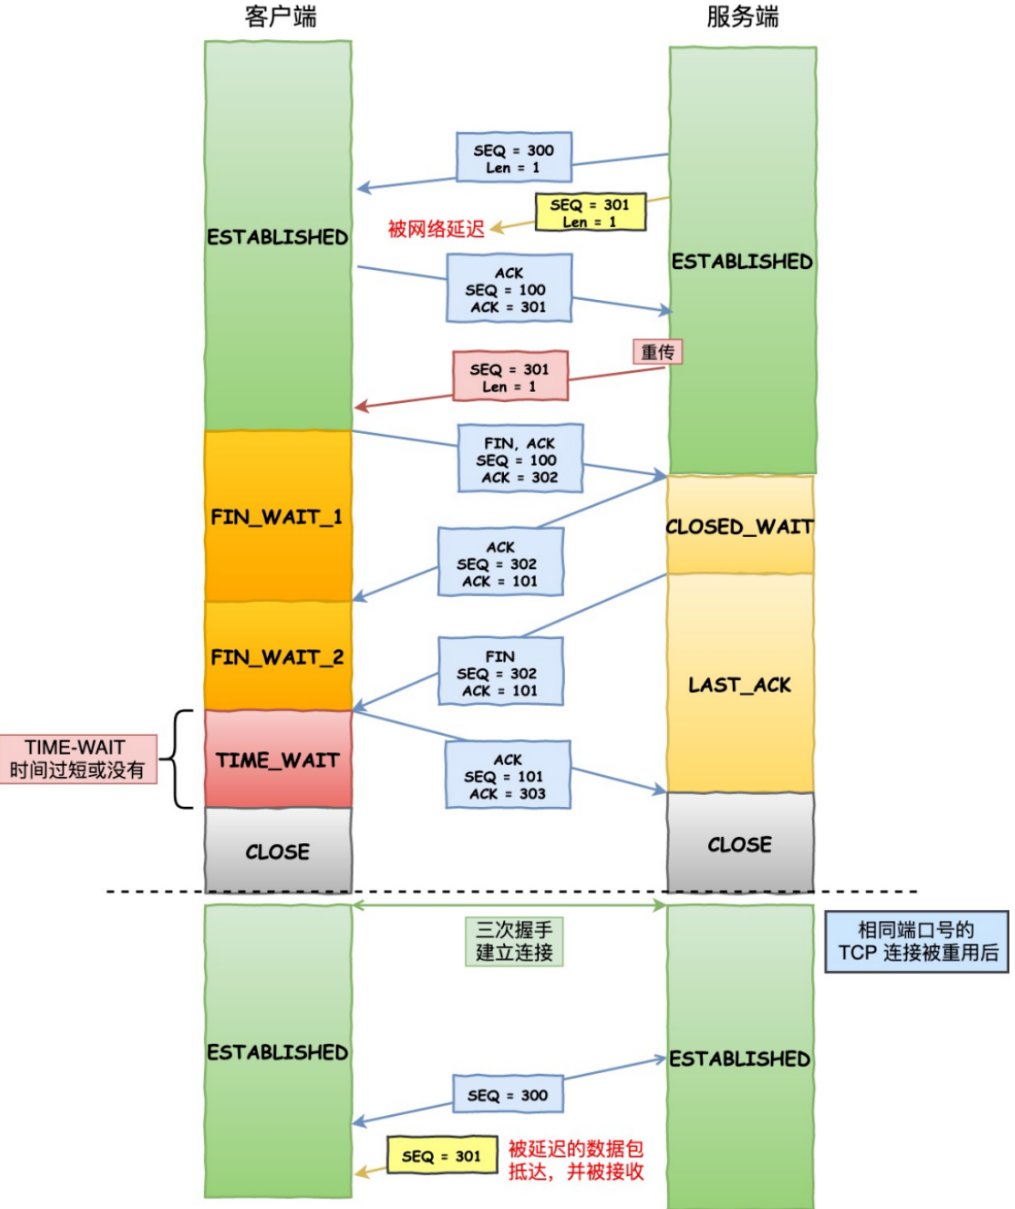 客户端
服务端
SEQ = 300
Len = 1
SEQ = 301
Len = 1
被网络延迟
ESTABLISHED
ESTABLISHED
ACK
SEQ = 100
ACK = 301
重传
SEQ = 301
Len = 1
FIN, ACK
SEQ = 100
ACK = 302
FIN_WAIT_1
CLOSED_WAIT
ACK
SEQ = 302
ACK = 101
FIN_WAIT_2
FIN
SEQ = 302
ACK = 101
LAST_ACK
TIME-WAIT
时间过短或没有
TIME_WAIT
ACK
SEQ = 101
ACK = 303
CLOSE
CLOSE
三次握手
建立连接
相同端口号的
TCP 连接被重用后
ESTABLISHED
ESTABLISHED
SEQ = 300
SEQ = 301
被延迟的数据包
抵达，并被接收